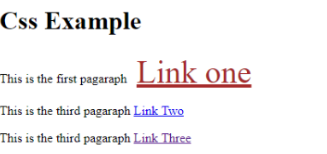 Css Example
This is the first pagaraph Link one
This is the third pagaraph Link Two
This is the third pagaraph Link Three